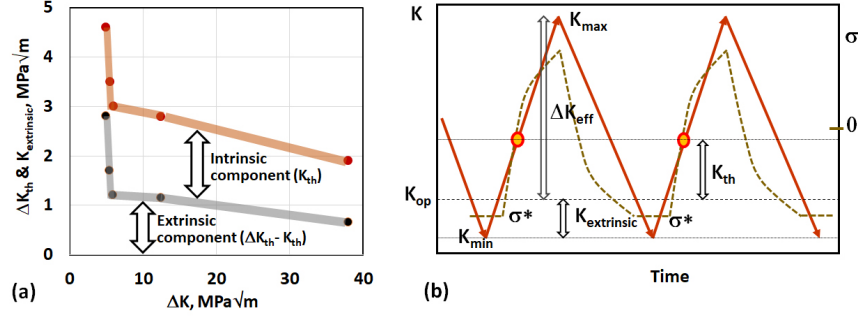 5
4
3
2
1
0
ΔKth & Kextrinsic, MPa√m
Intrinsic
component (Kth)
Extrinsic
component (ΔKth- Kth)
0 10 20 30 40
(a) ΔK, MPa√m
K
Kmax
σ
ΔKeff
0
Kth
Kop
Kextrinsic
σ* σ*
Kmin
(b) Time